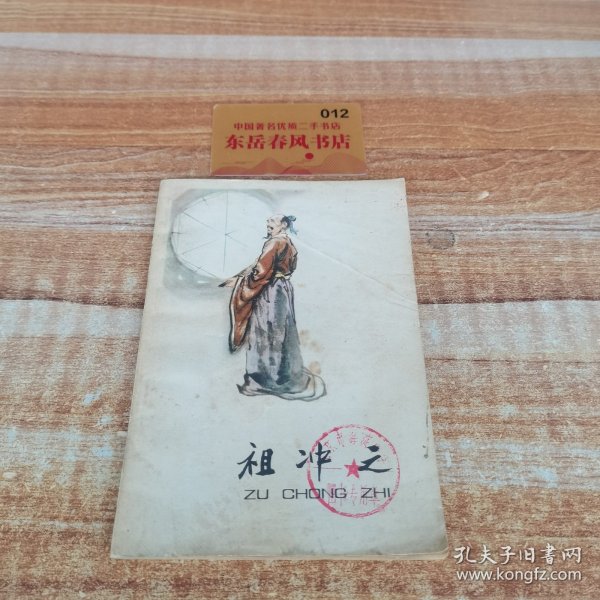 012
中国著名优质二手书店
东岳春风书店
祖冲之
ZU CHONG ZHI
孔夫子旧书网
www.kongfz.com